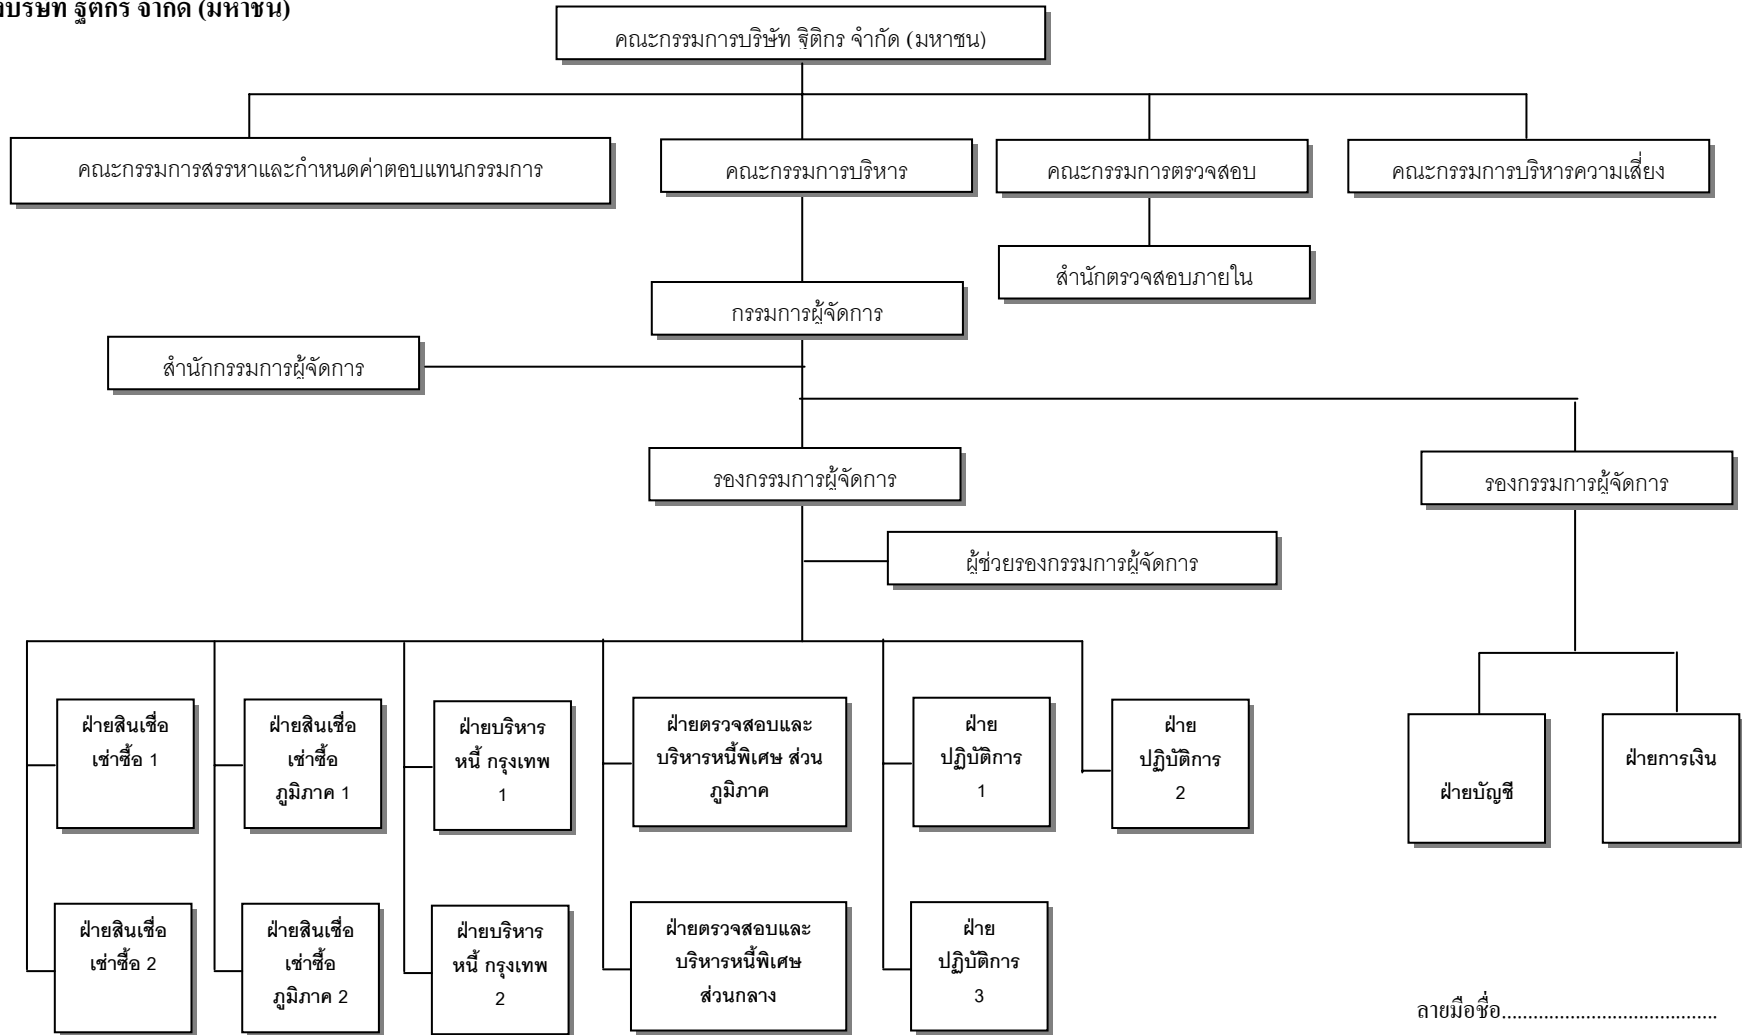 บริษัท ฐิติกร จำกัด (มหาชน)
คณะกรรมการบริษัท ฐิติกร จำกัด (มหาชน)
คณะกรรมการสรรหาและกำหนดค่าตอบแทนกรรมการ
คณะกรรมการบริหาร
คณะกรรมการตรวจสอบ
คณะกรรมการบริหารความเสี่ยง
สำนักตรวจสอบภายใน
กรรมการผู้จัดการ
สำนักกรรมการผู้จัดการ
รองกรรมการผู้จัดการ
รองกรรมการผู้จัดการ
ผู้ช่วยรองกรรมการผู้จัดการ
ฝ่ายสินเชื่อ
เช่าซื้อ 1
ฝ่ายสินเชื่อ
เช่าซื้อ
ภูมิภาค 1
ฝ่ายบริหาร
หนี้ กรุงเทพ
1
ฝ่ายตรวจสอบและ
บริหารหนี้พิเศษ ส่วน
ภูมิภาค
ฝ่าย
ปฏิบัติการ
1
ฝ่าย
ปฏิบัติการ
2
ฝ่ายบัญชี
ฝ่ายการเงิน
ฝ่ายสินเชื่อ
เช่าซื้อ 2
ฝ่ายสินเชื่อ
เช่าซื้อ
ภูมิภาค 2
ฝ่ายบริหาร
หนี้ กรุงเทพ
2
ฝ่ายตรวจสอบและ
บริหารหนี้พิเศษ
ส่วนกลาง
ฝ่าย
ปฏิบัติการ
3
ลายมือชื่อ........................................